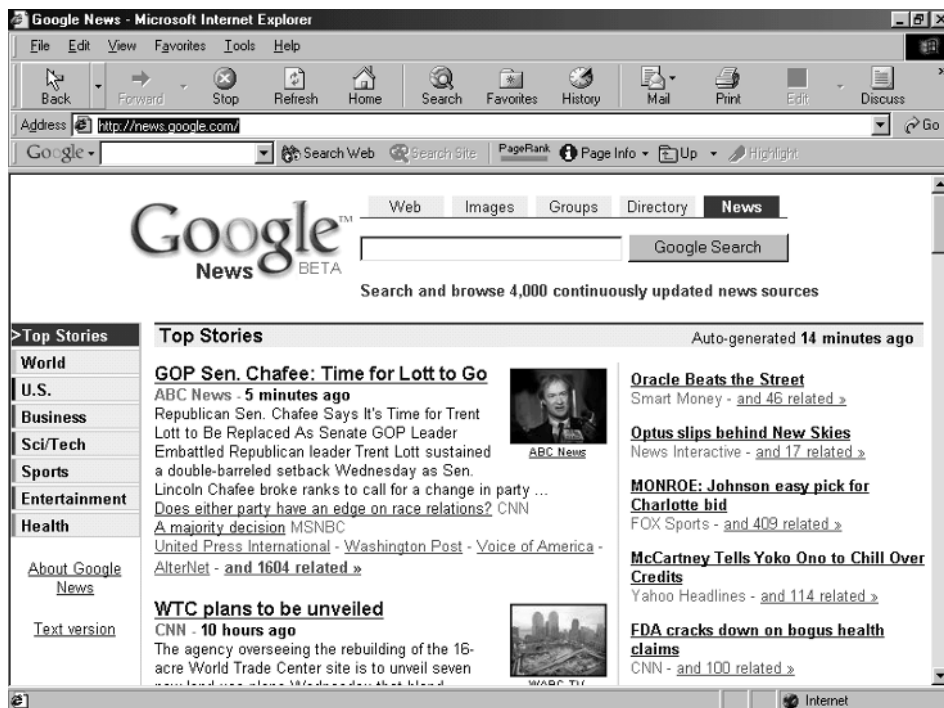 Google News - Microsoft Internet Explorer
File Edit View Favorites Tools Help
Back Forward Stop Refresh Home Search Favorites History Mail Print Edit Discuss
Address http://news.google.com/ Go
Google Search Web Search Site PageRank Page Info Up Highlight
Web Images Groups Directory News
Google™
News BETA
Google Search
Search and browse 4,000 continuously updated news sources
>Top Stories
World
U.S.
Business
Sci/Tech
Sports
Entertainment
Health
About Google
News
Text version
Top Stories
Auto-generated 14 minutes ago
GOP Sen. Chafee: Time for Lott to Go
ABC News - 5 minutes ago
Republican Sen. Chafee Says It's Time for Trent
Lott to Be Replaced As Senate GOP Leader
Embattled Republican leader Trent Lott sustained
a double-barreled setback Wednesday as Sen.
Lincoln Chafee broke ranks to call for a change in party ...
Does either party have an edge on race relations? CNN
A majority decision MSNBC
United Press International - Washington Post - Voice of America -
AlterNet - and 1604 related »
ABC News
WTC plans to be unveiled
CNN - 10 hours ago
The agency overseeing the rebuilding of the 16-
acre World Trade Center site is to unveil seven
new land use plans Wednesday that blend
WABC TV
Oracle Beats the Street
Smart Money - and 46 related »
Optus slips behind New Skies
News Interactive - and 17 related »
MONROE: Johnson easy pick for
Charlotte bid
FOX Sports - and 409 related »
McCartney Tells Yoko Ono to Chill Over
Credits
Yahoo Headlines - and 114 related »
FDA cracks down on bogus health
claims
CNN - and 100 related »
Internet